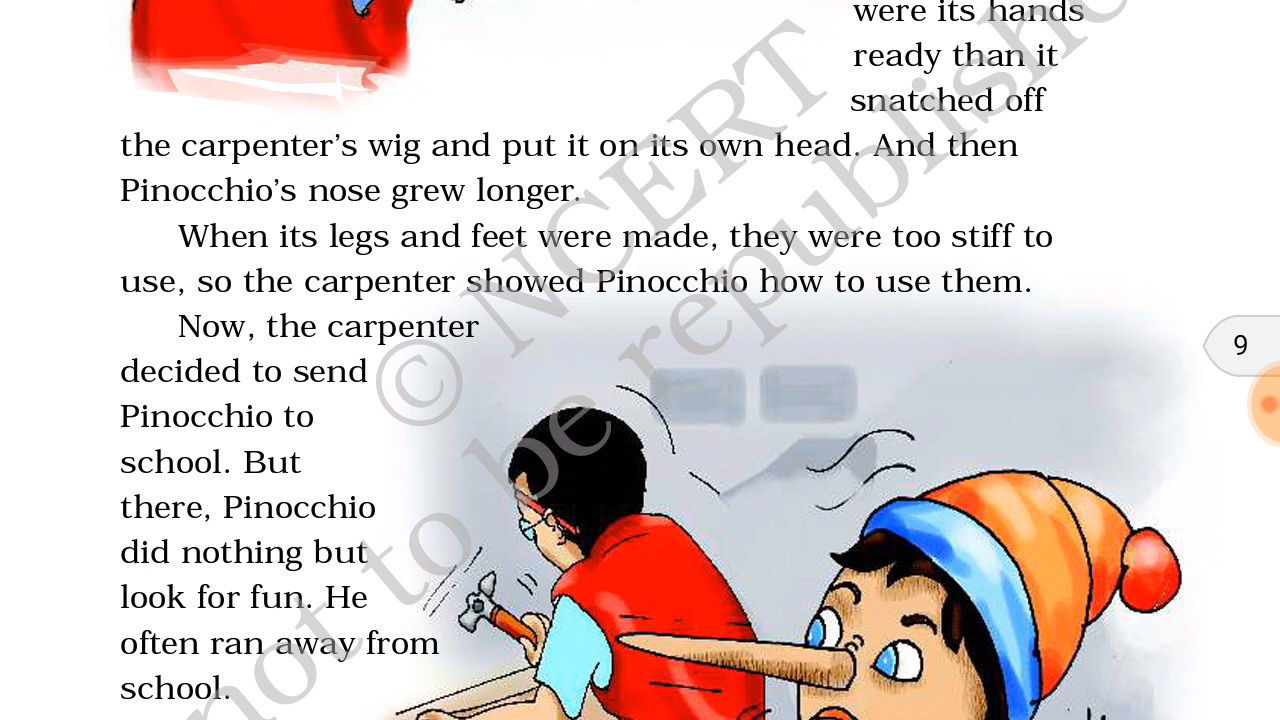 were its hands
ready than it
snatched off
the carpenter's wig and put it on its own head. And then
Pinocchio's nose grew longer.
When its legs and feet were made, they were too stiff to
use, so the carpenter showed Pinocchio how to use them.
Now, the carpenter
decided to send
Pinocchio to
school. But
there, Pinocchio
did nothing but
look for fun. He
often ran away from
school.
© NCERT
not to be republishe
9